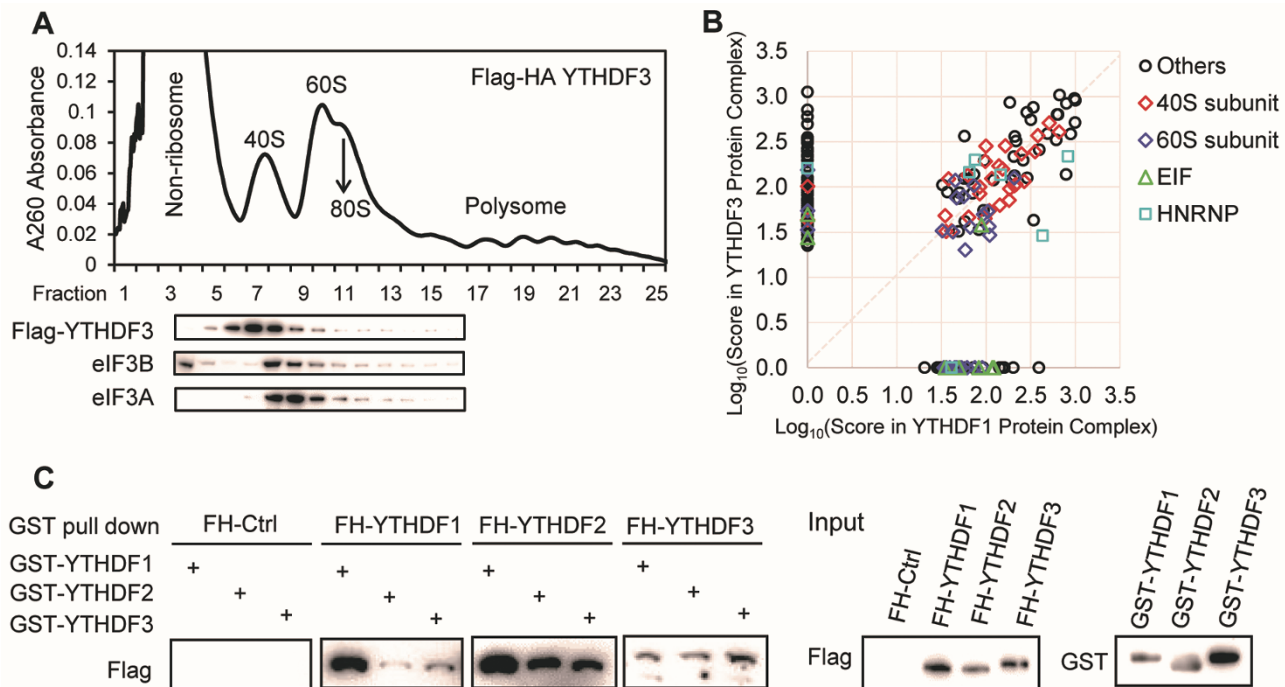 A
A260 Absorbance
0.14
0.12
0.1
0.08
0.06
0.04
0.02
0
Non-ribosome
40S
60S
80S
Flag-HA YTHDF3
Polysome
Fraction 1 3 5 7 9 11 13 15 17 19 21 23 25
Flag-YTHDF3
eIF3B
eIF3A
B
Log10(Score in YTHDF3 Protein Complex)
3.5
3.0
2.5
2.0
1.5
1.0
0.5
0.0
0.0 0.5 1.0 1.5 2.0 2.5 3.0 3.5
Log10(Score in YTHDF1 Protein Complex)
Others
40S subunit
60S subunit
EIF
HNRNP
C
GST pull down FH-Ctrl FH-YTHDF1 FH-YTHDF2 FH-YTHDF3
GST-YTHDF1 + + + +
GST-YTHDF2 + + + +
GST-YTHDF3 + + + +
Flag
Input
FH-Ctrl
FH-YTHDF1
FH-YTHDF2
FH-YTHDF3
Flag
GST-YTHDF1
GST-YTHDF2
GST-YTHDF3
GST